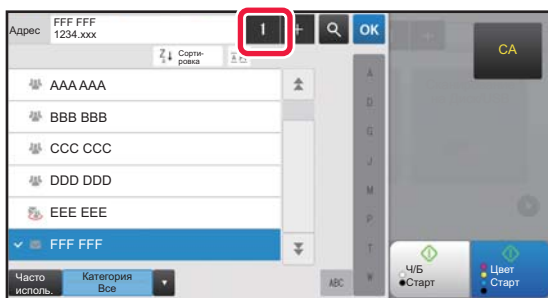 Адрес
FFF FFF
1234.xxx
1
+
OK
CA
Z
Сорти-
ровка
AAA AAA
BBB BBB
CCC CCC
DDD DDD
EEE EEE
FFF FFF
A
D
G
J
M
P
T
W
ABC
Часто
исполь.
Категория
Все
Ч/Б
Старт
Цвет
Старт